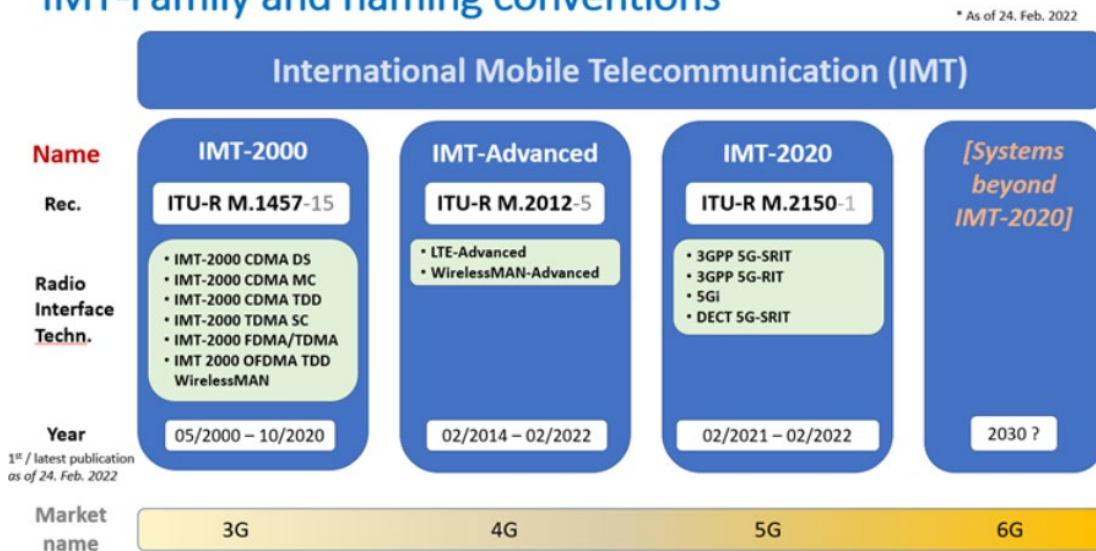 IMT-Family and naming conventions
* As of 24. Feb. 2022
International Mobile Telecommunication (IMT)
Name
IMT-2000
IMT-Advanced
IMT-2020
[Systems
beyond
IMT-2020]
Rec.
ITU-R M.1457-15
ITU-R M.2012-5
ITU-R M.2150-1
Radio
Interface
Techn.
• IMT-2000 CDMA DS
• IMT-2000 CDMA MC
• IMT-2000 CDMA TDD
• IMT-2000 TDMA SC
• IMT-2000 FDMA/TDMA
• IMT 2000 OFDMA TDD
WirelessMAN
• LTE-Advanced
• WirelessMAN-Advanced
• 3GPP 5G-SRIT
• 3GPP 5G-RIT
• 5Gi
• DECT 5G-SRIT
Year
1st / latest publication
as of 24. Feb. 2022
05/2000 – 10/2020
02/2014 – 02/2022
02/2021 – 02/2022
2030 ?
Market
name
3G
4G
5G
6G